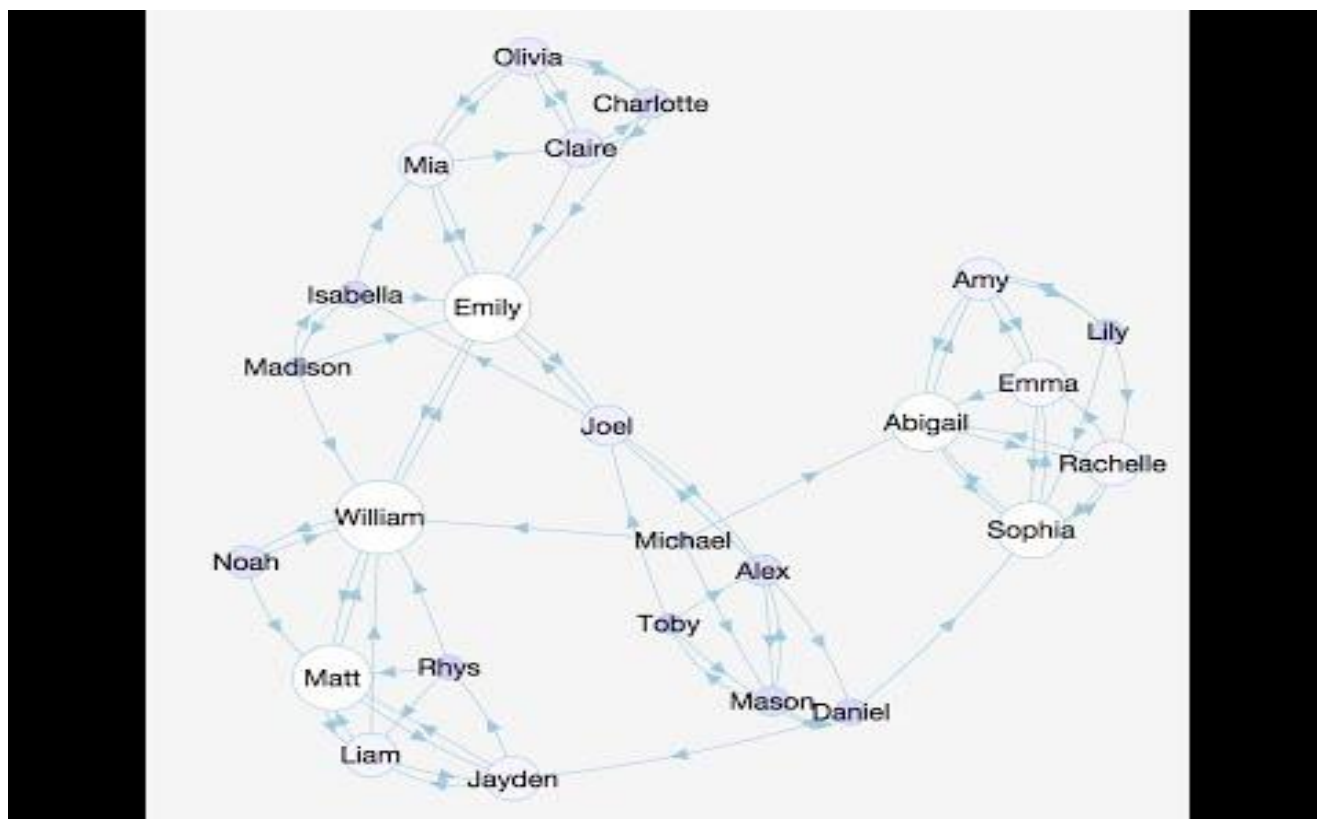 Olivia
Charlotte
Claire
Mia
Amy
Isabella
Emily
Lily
Madison
Emma
Abigail
Joel
Rachelle
William
Sophia
Michael
Noah
Alex
Toby
Rhys
Matt
Mason
Daniel
Liam
Jayden